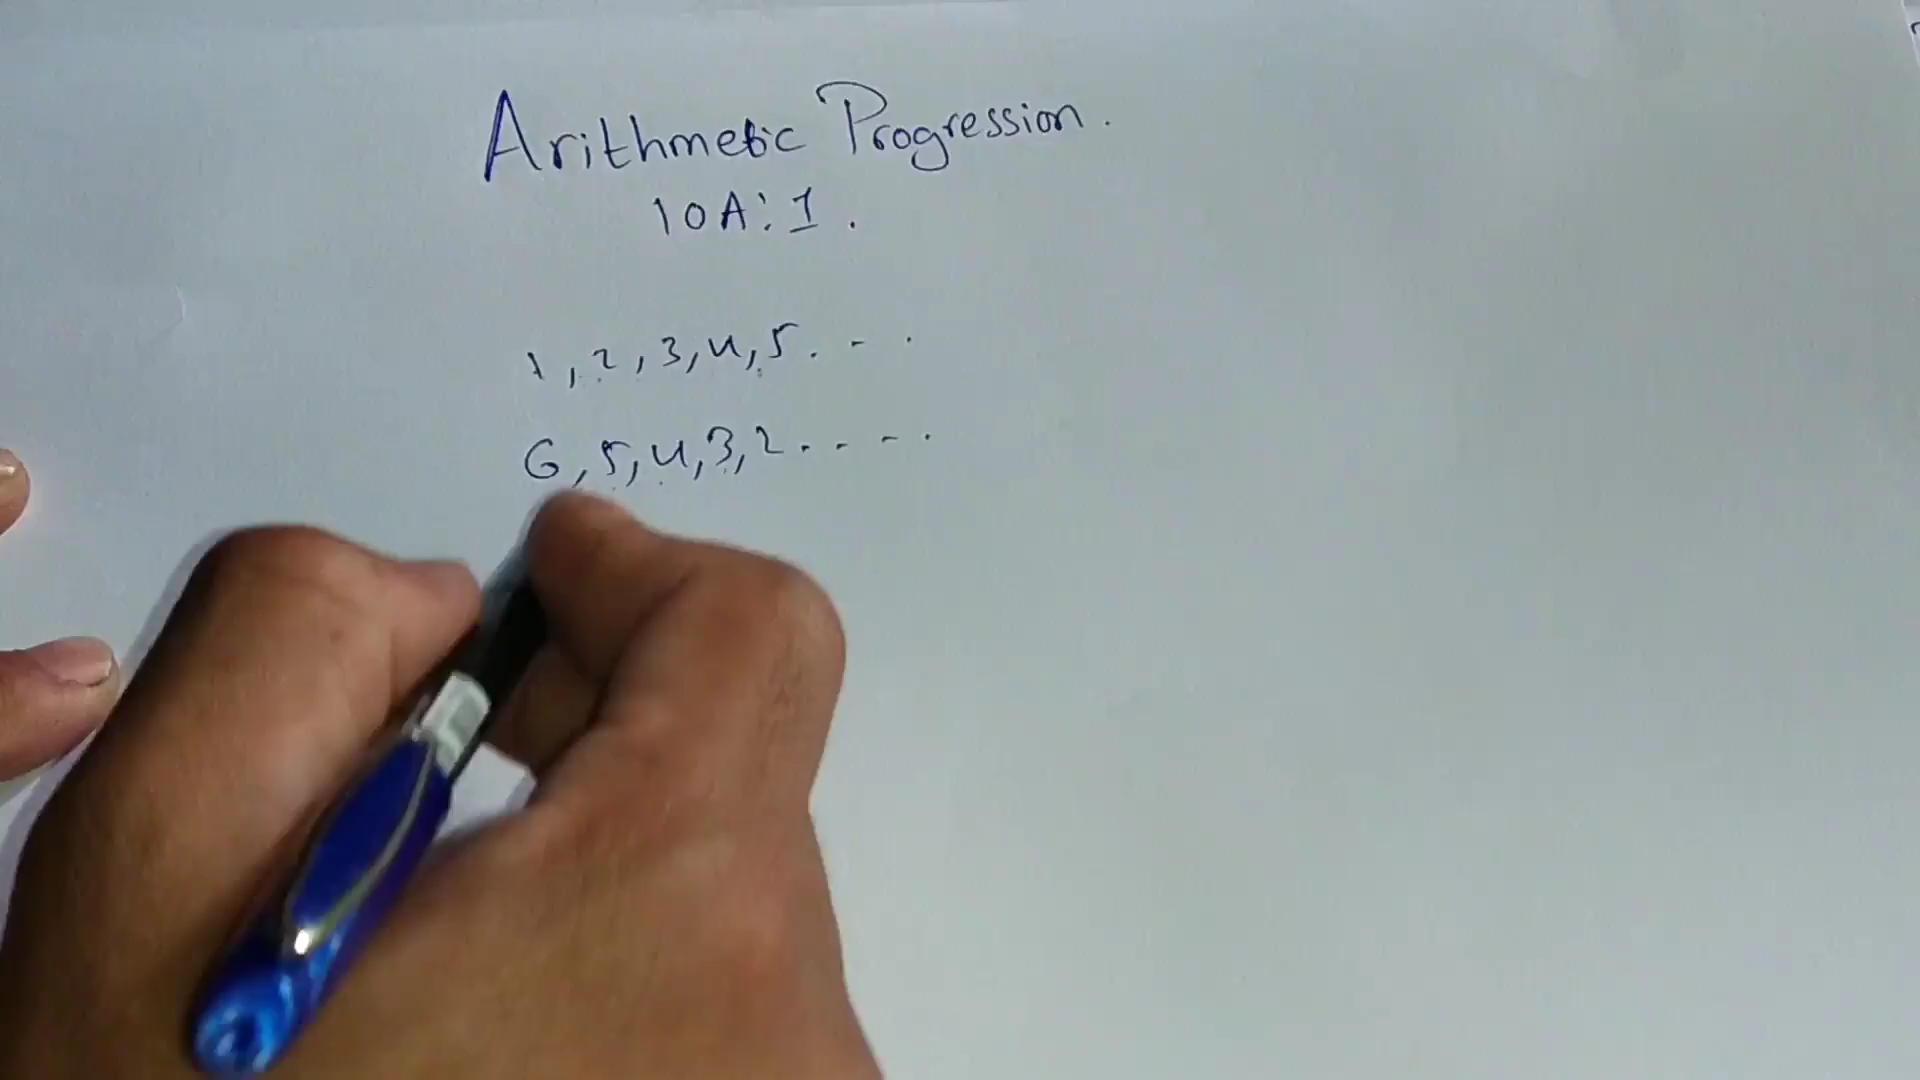 Arithmetic Progression.
10A:1.
1, 2, 3, 4, 5. - .
6, 5, 4, 3, 2. - - .